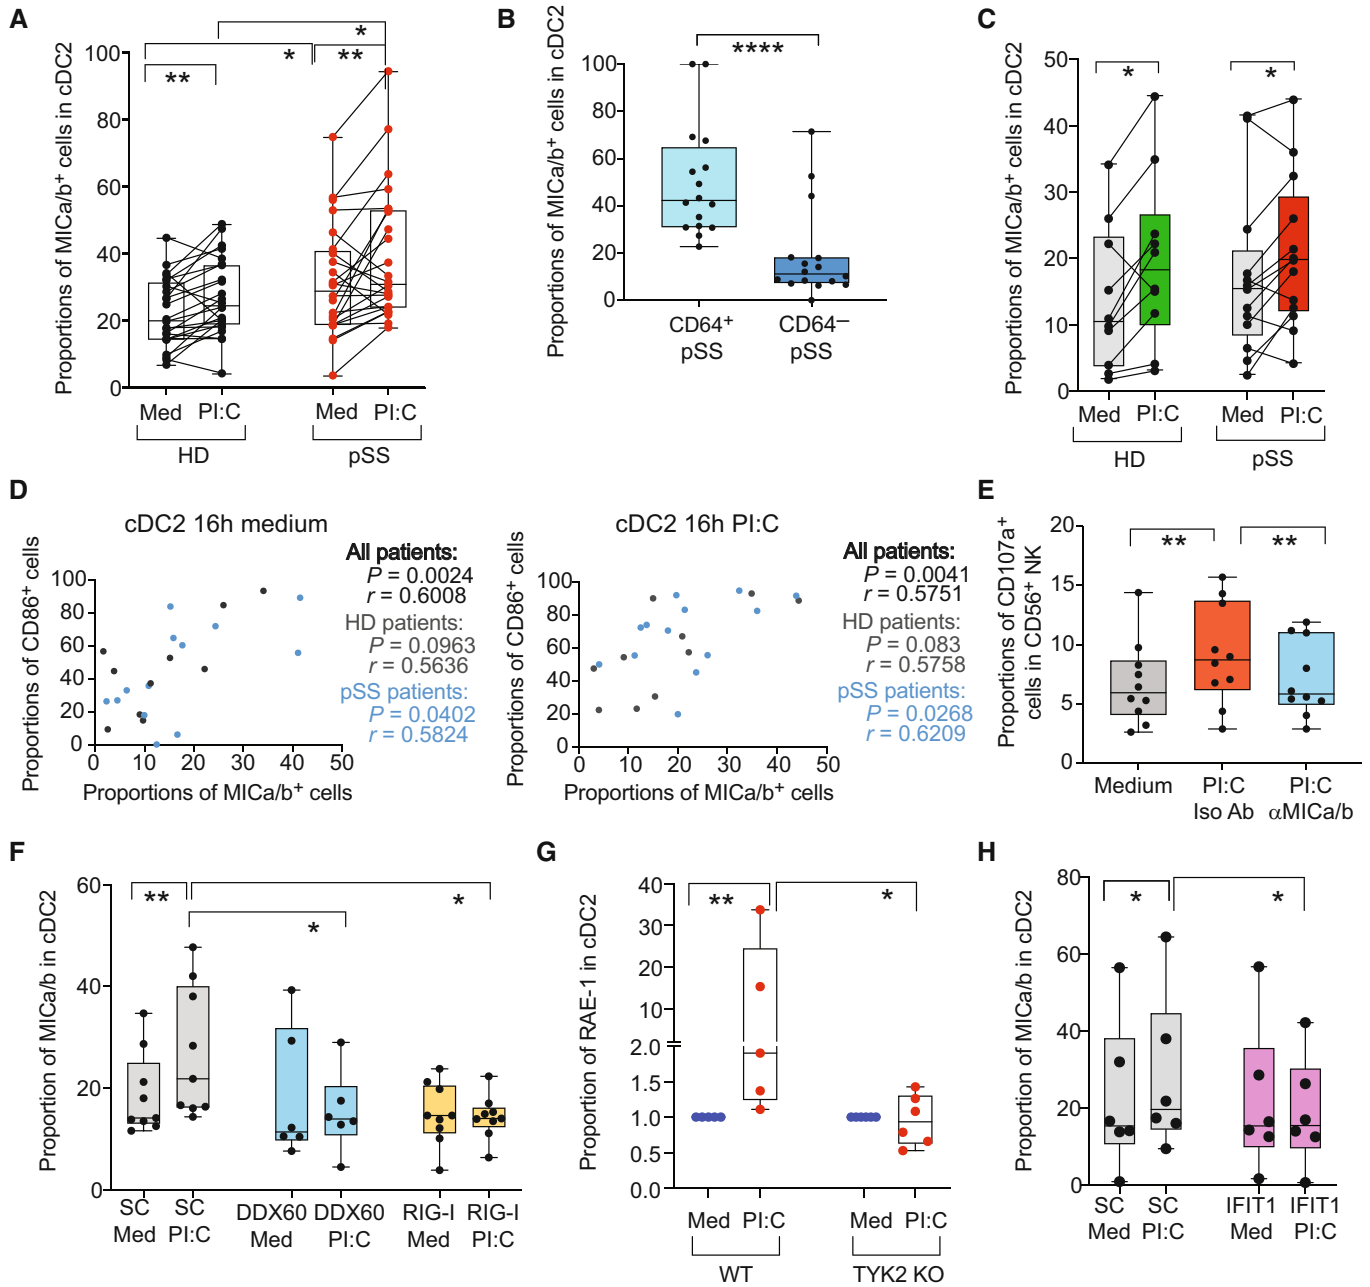 A
Proportions of MICa/b+ cells in cDC2
100
80
60
40
20
0
**
*
*
**
Med PI:C Med PI:C
HD pSS
B
Proportions of MICa/b+ cells in cDC2
100
80
60
40
20
0
****
CD64+ CD64–
pSS pSS
C
Proportions of MICa/b+ cells in cDC2
50
40
30
20
10
0
*
*
Med PI:C Med PI:C
HD pSS
D
cDC2 16h medium
Proportions of CD86+ cells
100
80
60
40
20
0
0 10 20 30 40 50
Proportions of MICa/b+ cells
All patients:
P = 0.0024
r = 0.6008
HD patients:
P = 0.0963
r = 0.5636
pSS patients:
P = 0.0402
r = 0.5824
cDC2 16h PI:C
Proportions of CD86+ cells
100
80
60
40
20
0
0 10 20 30 40 50
Proportions of MICa/b+ cells
All patients:
P = 0.0041
r = 0.5751
HD patients:
P = 0.083
r = 0.5758
pSS patients:
P = 0.0268
r = 0.6209
E
Proportions of CD107a+
cells in CD56+ NK
20
15
10
5
0
**
**
Medium PI:C PI:C
Iso Ab αMICa/b
F
Proportion of MICa/b in cDC2
60
40
20
0
**
*
*
SC SC DDX60 DDX60 RIG-I RIG-I
Med PI:C Med PI:C Med PI:C
G
Proportion of RAE-1 in cDC2
40
30
20
10
2.0
1.5
1.0
0.5
0.0
**
*
Med PI:C Med PI:C
WT TYK2 KO
H
Proportion of MICa/b in cDC2
80
60
40
20
0
*
*
SC SC IFIT1 IFIT1
Med PI:C Med PI:C